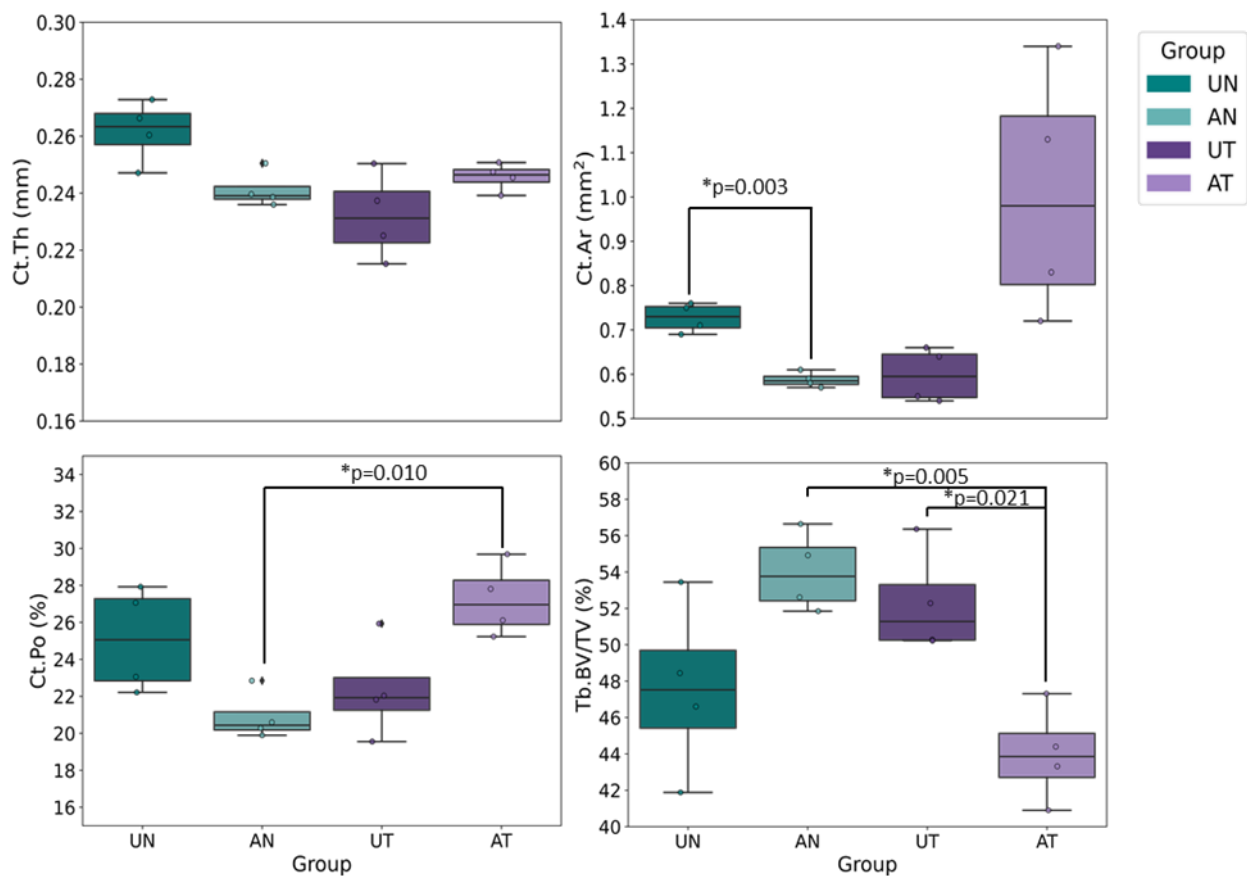 Ct.Th (mm)
0.30
0.28
0.26
0.24
0.22
0.20
0.18
0.16
Ct.Ar (mm²)
1.4
1.3
1.2
1.1
1.0
0.9
0.8
0.7
0.6
0.5
*p=0.003
Group
UN
AN
UT
AT
Ct.Po (%)
34
32
30
28
26
24
22
20
18
16
*p=0.010
UN AN UT AT
Group
Tb.BV/TV (%)
60
58
56
54
52
50
48
46
44
42
40
*p=0.005
*p=0.021
UN AN UT AT
Group